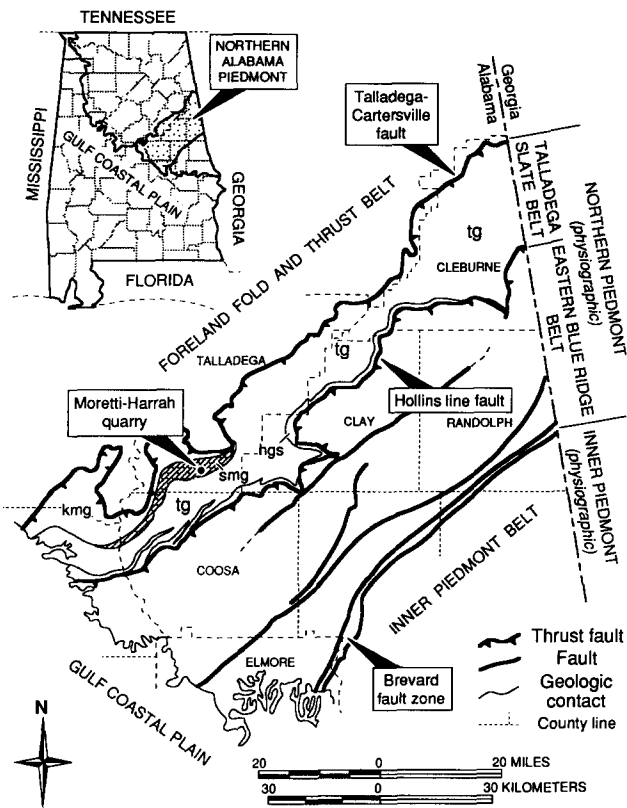 TENNESSEE
NORTHERN
ALABAMA
PIEDMONT
MISSISSIPPI
GULF COASTAL PLAIN
GEORGIA
FLORIDA
Talladega-
Cartersville
fault
Georgia
Alabama
TALLADEGA
SLATE BELT
NORTHERN PIEDMONT
(physiographic)
EASTERN BLUE RIDGE
BELT
INNER PIEDMONT
(physiographic)
FORELAND FOLD AND THRUST BELT
tg
CLEBURNE
TALLADEGA
tg
Hollins line fault
Moretti-Harrah
quarry
CLAY
RANDOLPH
hgs
smg
kmg
tg
COOSA
INNER PIEDMONT BELT
ELMORE
Brevard
fault zone
GULF COASTAL PLAIN
Thrust fault
Fault
Geologic
contact
County line
N
20 0 20 MILES
30 0 30 KILOMETERS